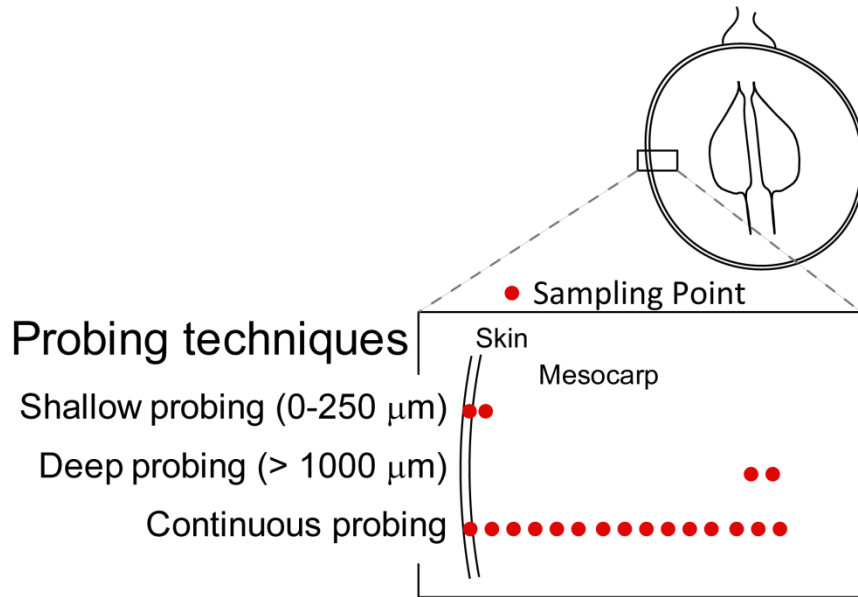 Sampling Point
Probing techniques
Skin
Mesocarp
Shallow probing (0-250 μm)
Deep probing (> 1000 μm)
Continuous probing